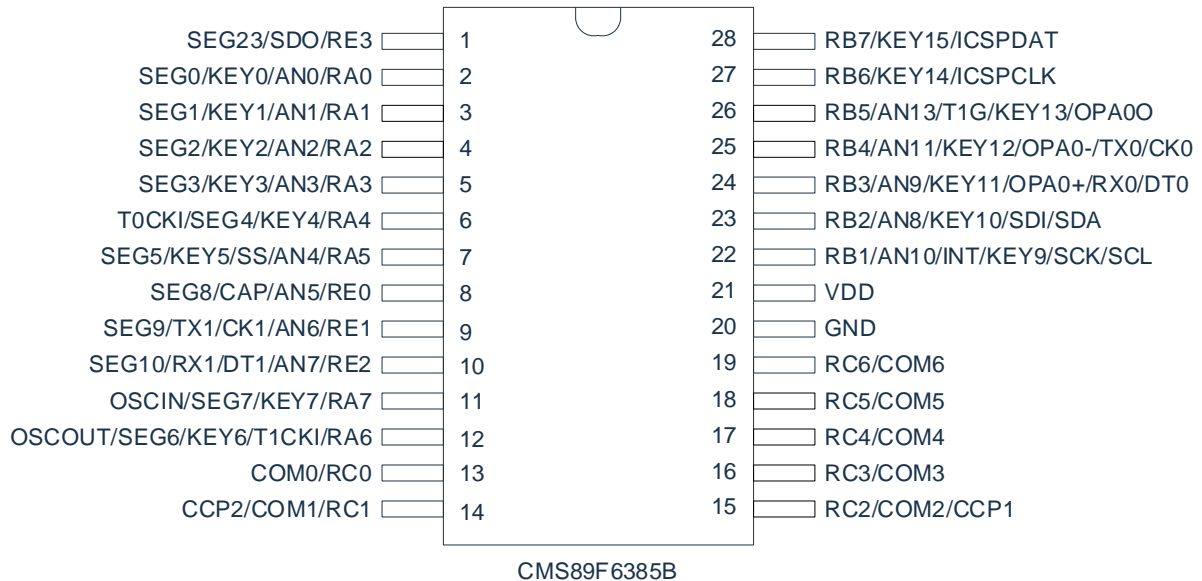 SEG23/SDO/RE3 1 28 RB7/KEY15/ICSPDAT
SEG0/KEY0/AN0/RA0 2 27 RB6/KEY14/ICSPCLK
SEG1/KEY1/AN1/RA1 3 26 RB5/AN13/T1G/KEY13/OPA0O
SEG2/KEY2/AN2/RA2 4 25 RB4/AN11/KEY12/OPA0-/TX0/CK0
SEG3/KEY3/AN3/RA3 5 24 RB3/AN9/KEY11/OPA0+/RX0/DT0
T0CKI/SEG4/KEY4/RA4 6 23 RB2/AN8/KEY10/SDI/SDA
SEG5/KEY5/SS/AN4/RA5 7 22 RB1/AN10/INT/KEY9/SCK/SCL
SEG8/CAP/AN5/RE0 8 21 VDD
SEG9/TX1/CK1/AN6/RE1 9 20 GND
SEG10/RX1/DT1/AN7/RE2 10 19 RC6/COM6
OSCIN/SEG7/KEY7/RA7 11 18 RC5/COM5
OSCOUT/SEG6/KEY6/T1CKI/RA6 12 17 RC4/COM4
COM0/RC0 13 16 RC3/COM3
CCP2/COM1/RC1 14 15 RC2/COM2/CCP1
CMS89F6385B